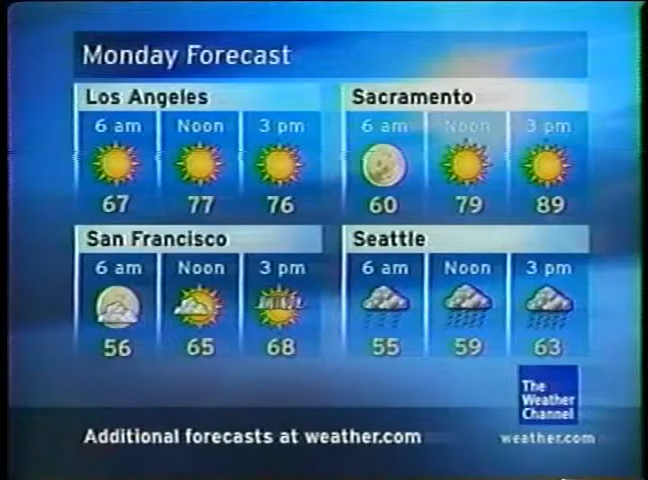 Monday Forecast
Los Angeles
6 am Noon 3 pm
67 77 76
Sacramento
6 am Noon 3 pm
60 79 89
San Francisco
6 am Noon 3 pm
56 65 68
Seattle
6 am Noon 3 pm
55 59 63
The
Weather
Channel
Additional forecasts at weather.com
weather.com